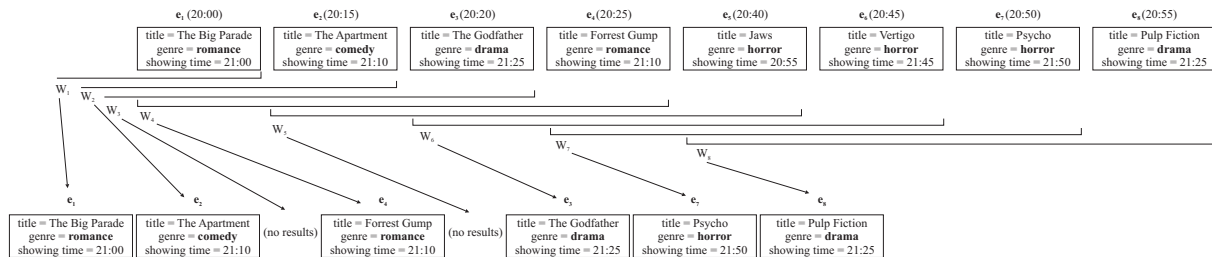 e₁ (20:00) e₂ (20:15) e₃ (20:20) e₄ (20:25) e₅ (20:40) e₆ (20:45) e₇ (20:50) e₈ (20:55)
title = The Big Parade title = The Apartment title = The Godfather title = Forrest Gump title = Jaws title = Vertigo title = Psycho title = Pulp Fiction
genre = romance genre = comedy genre = drama genre = romance genre = horror genre = horror genre = horror genre = drama
showing time = 21:00 showing time = 21:10 showing time = 21:25 showing time = 21:10 showing time = 20:55 showing time = 21:45 showing time = 21:50 showing time = 21:25
W₁
W₂
W₃
W₄
W₅
W₆
W₇
W₈
e₁ e₂ e₄ e₃ e₇ e₈
title = The Big Parade title = The Apartment title = Forrest Gump title = The Godfather title = Psycho title = Pulp Fiction
genre = romance genre = comedy (no results) genre = romance (no results) genre = drama genre = horror genre = drama
showing time = 21:00 showing time = 21:10 showing time = 21:10 showing time = 21:25 showing time = 21:50 showing time = 21:25